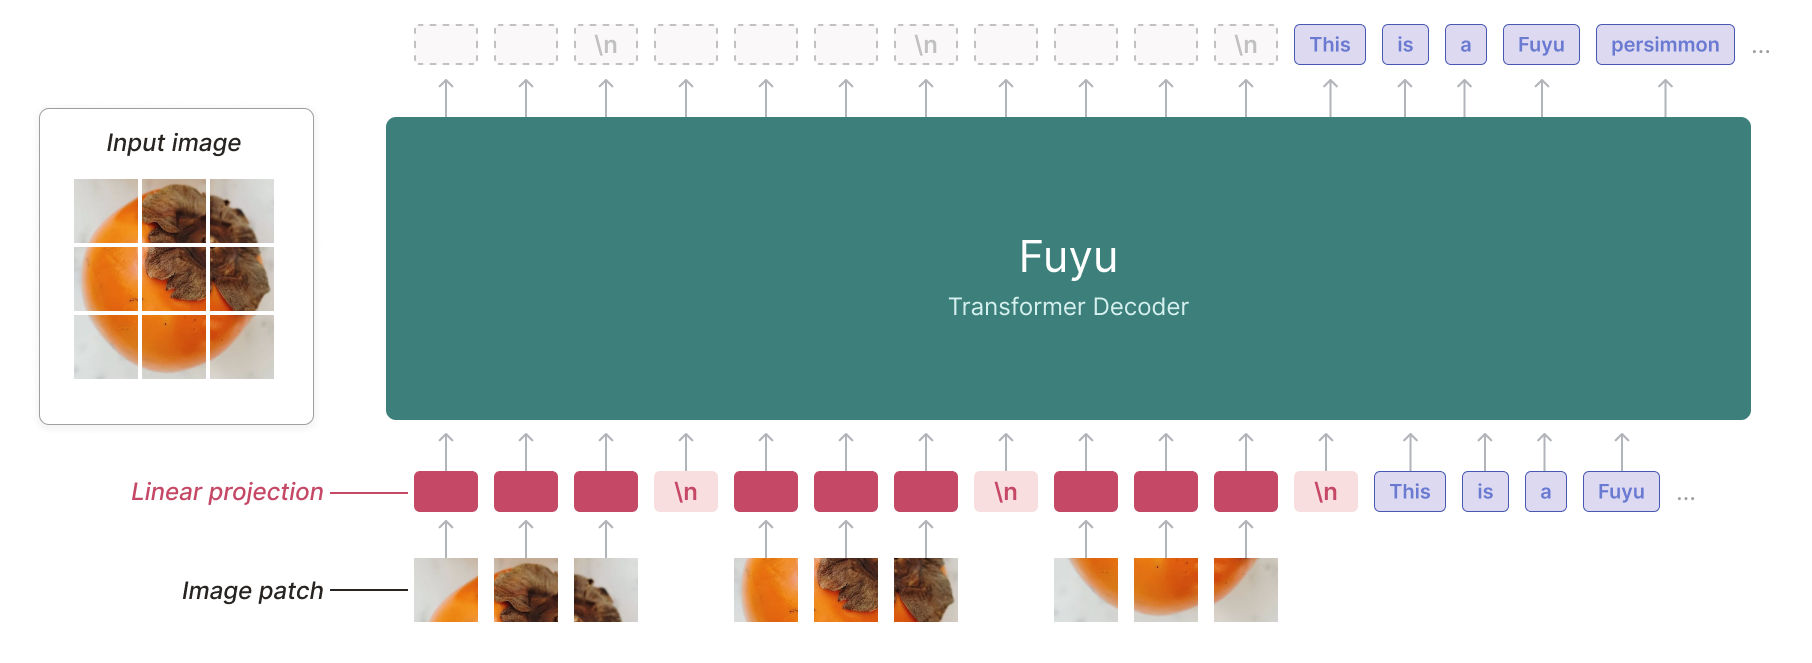 \n \n \n This is a Fuyu persimmon ...
Input image
Fuyu
Transformer Decoder
Linear projection \n \n \n This is a Fuyu ...
Image patch